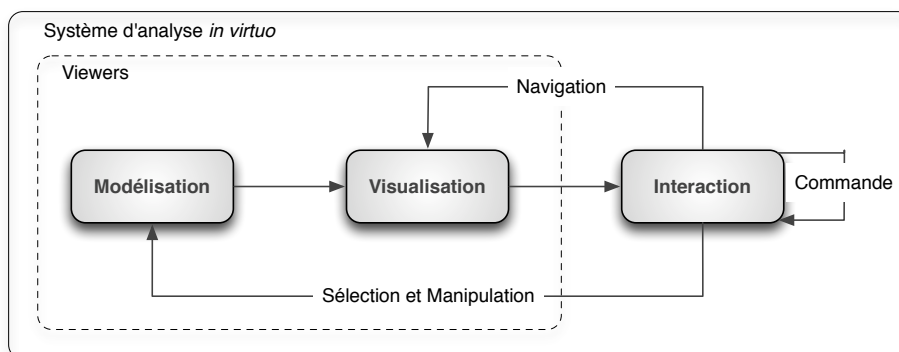 Système d'analyse in virtuo
Viewers
Navigation
Modélisation
Visualisation
Interaction
Commande
Sélection et Manipulation